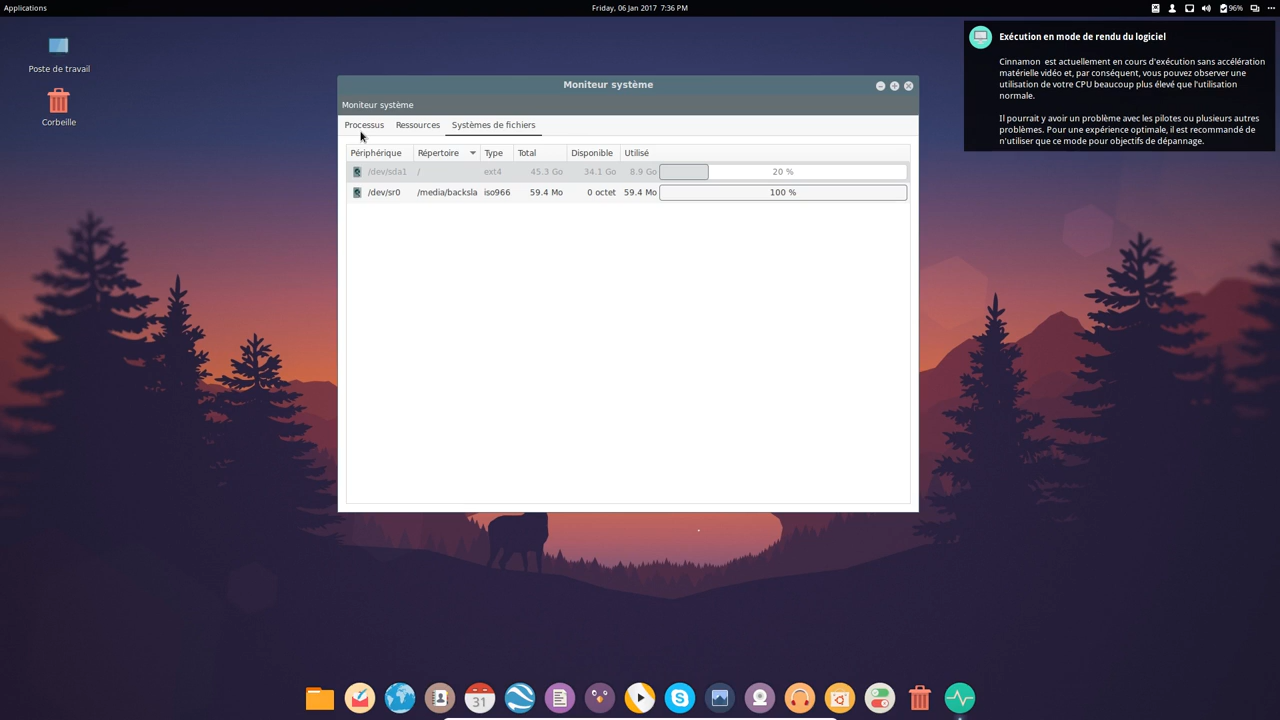 Applications
Friday, 06 Jan 2017 7:36 PM
96%
Poste de travail
Corbeille
Exécution en mode de rendu du logiciel
Cinnamon est actuellement en cours d'exécution sans accélération
matérielle vidéo et, par conséquent, vous pouvez observer une
utilisation de votre CPU beaucoup plus élevé que l'utilisation
normale.
Il pourrait y avoir un problème avec les pilotes ou plusieurs autres
problèmes. Pour une expérience optimale, il est recommandé de
n'utiliser que ce mode pour objectifs de dépannage.
Moniteur système
Moniteur système
Processus Ressources Systèmes de fichiers
Périphérique Répertoire Type Total Disponible Utilisé
/dev/sda1 / ext4 45.3 Go 34.1 Go 8.9 Go 20 %
/dev/sr0 /media/backsla iso966 59.4 Mo 0 octet 59.4 Mo 100 %
31